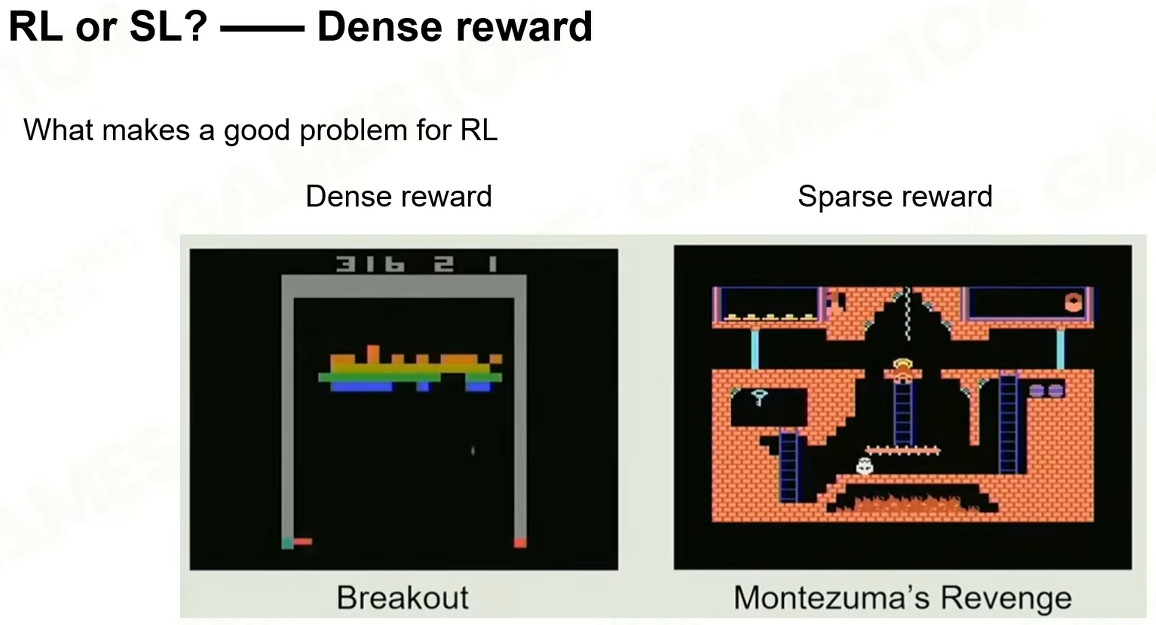 RL or SL? —— Dense reward
What makes a good problem for RL
Dense reward
Sparse reward
316 2 1
Breakout
Montezuma's Revenge